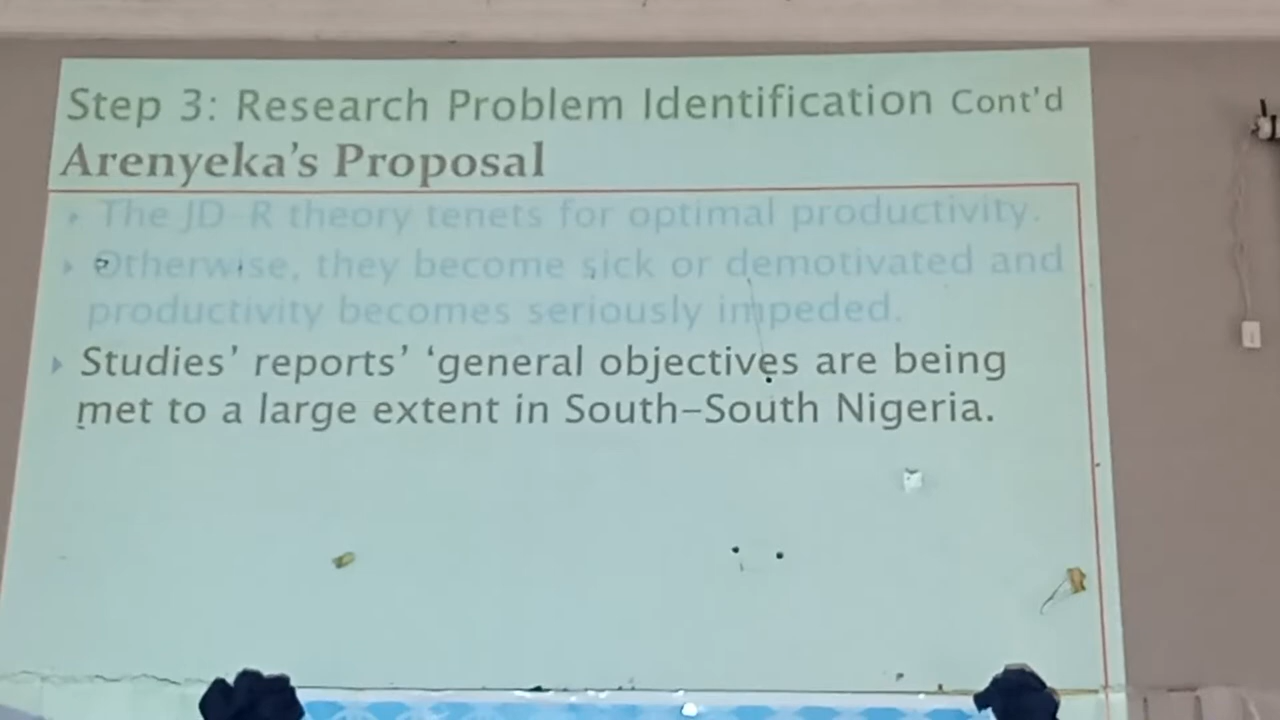 Step 3: Research Problem Identification Cont'd
Arenyeka's Proposal
The JD-R theory tenets for optimal productivity.
Otherwise, they become sick or demotivated and
productivity becomes seriously impeded.
Studies' reports' 'general objectives are being
met to a large extent in South-South Nigeria.